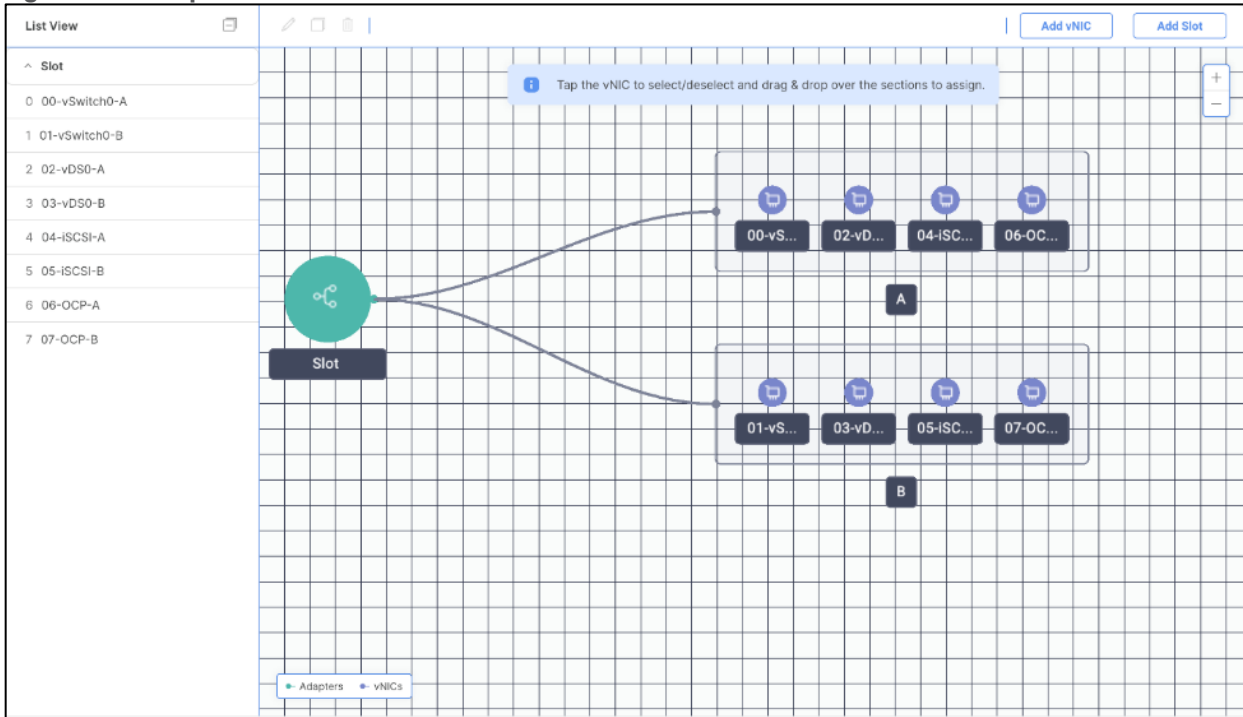 List View
Add vNIC
Add Slot
Slot
Tap the vNIC to select/deselect and drag & drop over the sections to assign.
0 00-vSwitch0-A
1 01-vSwitch0-B
2 02-vDS0-A
3 03-vDS0-B
4 04-iSCSI-A
5 05-iSCSI-B
6 06-OCP-A
7 07-OCP-B
00-vS...
02-vD...
04-iSC...
06-OC...
A
Slot
01-vS...
03-vD...
05-iSC...
07-OC...
B
Adapters
vNICs